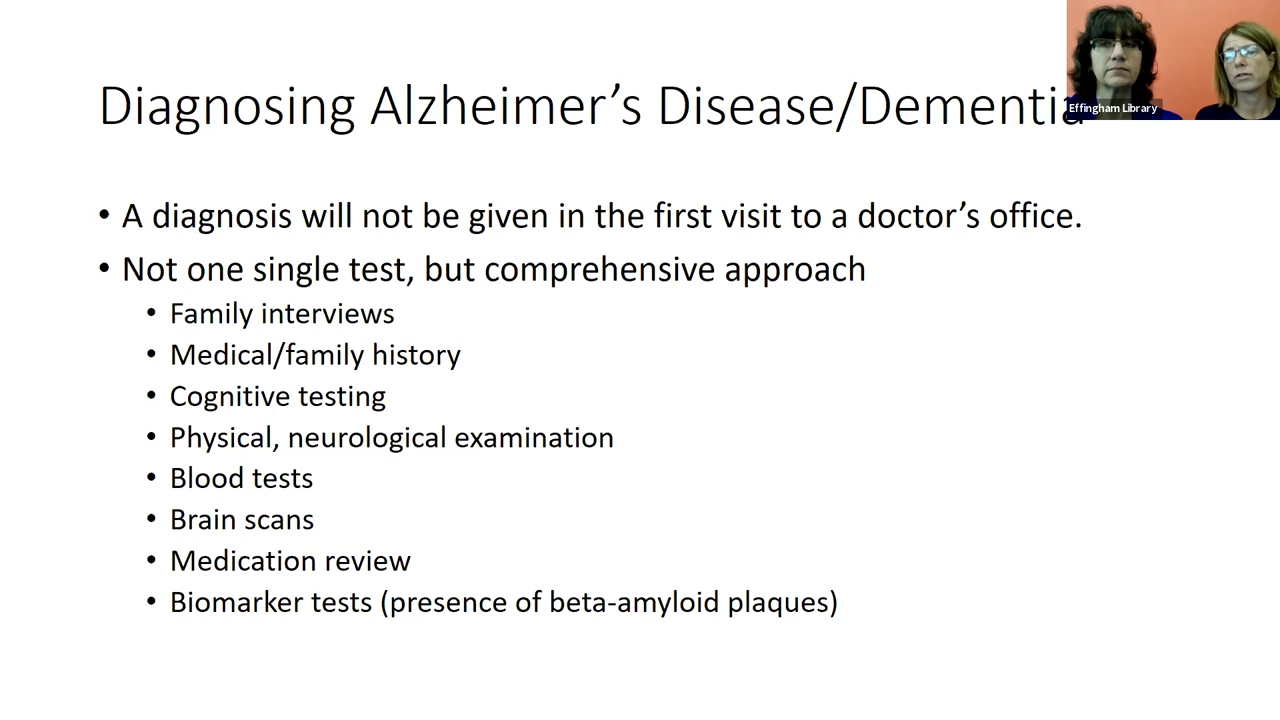 Diagnosing Alzheimer's Disease/Dementia
Effingham Library
• A diagnosis will not be given in the first visit to a doctor's office.
• Not one single test, but comprehensive approach
• Family interviews
• Medical/family history
• Cognitive testing
• Physical, neurological examination
• Blood tests
• Brain scans
• Medication review
• Biomarker tests (presence of beta-amyloid plaques)